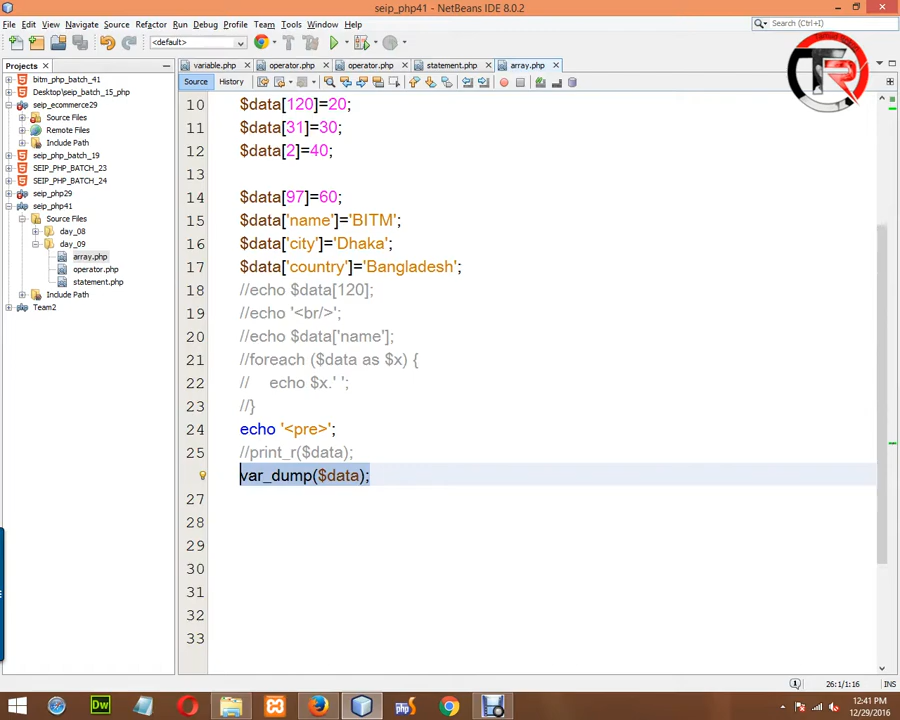 seip_php41 - NetBeans IDE 8.0.2
File Edit View Navigate Source Refactor Run Debug Profile Team Tools Window Help
Search (Ctrl+I)
<default>
Projects
variable.php operator.php operator.php statement.php array.php
Source History
bitm_php_batch_41
Desktop\seip_batch_15_php
seip_ecommerce29
Source Files
Remote Files
Include Path
seip_php_batch_19
SEIP_PHP_BATCH_23
SEIP_PHP_BATCH_24
seip_php29
seip_php41
Source Files
day_08
day_09
array.php
operator.php
statement.php
Include Path
Team2
10 $data[120]=20;
11 $data[31]=30;
12 $data[2]=40;
13
14 $data[97]=60;
15 $data['name']='BITM';
16 $data['city']='Dhaka';
17 $data['country']='Bangladesh';
18 //echo $data[120];
19 //echo '<br/>';
20 //echo $data['name'];
21 //foreach ($data as $x) {
22 // echo $x.' ';
23 //}
24 echo '<pre>';
25 //print_r($data);
var_dump($data);
27
28
29
30
31
32
33
26:1/1:16 INS
Dw
php
12:41 PM
12/29/2016
TR